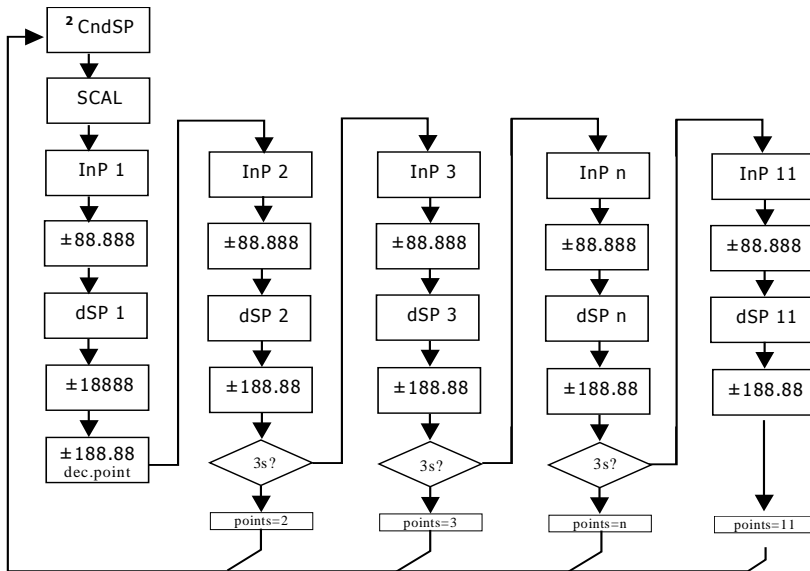 ² CndSP
SCAL
InP 1
±88.888
dSP 1
±18888
±188.88
dec.point
InP 2
±88.888
dSP 2
±188.88
3s?
points=2
InP 3
±88.888
dSP 3
±188.88
3s?
points=3
InP n
±88.888
dSP n
±188.88
3s?
points=n
InP 11
±88.888
dSP 11
±188.88
points=11